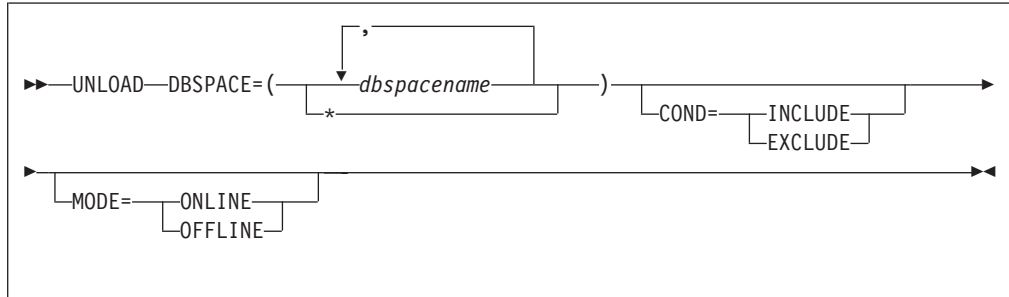 ,
UNLOAD DBSPACE=( dbspacename )
*
COND= INCLUDE
EXCLUDE
MODE= ONLINE
OFFLINE